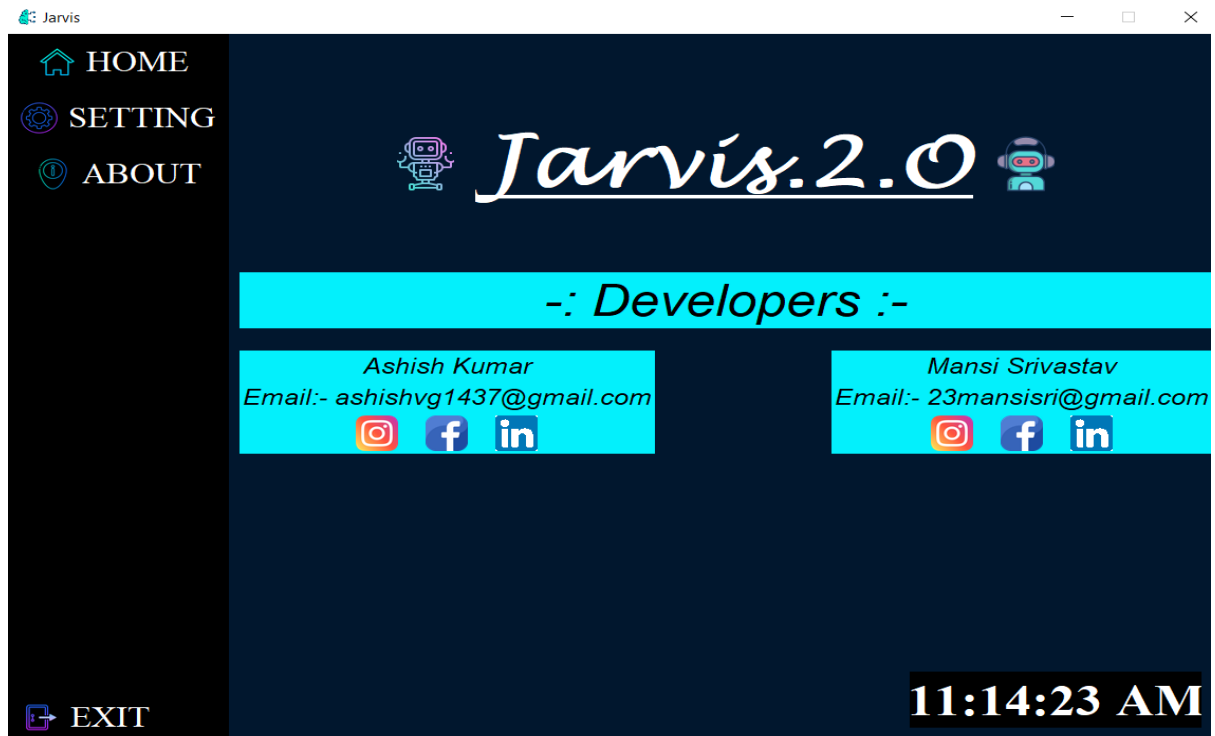 Jarvis
HOME
SETTING
ABOUT
Jarvis.2.O
-: Developers :-
Ashish Kumar
Email:- ashishvg1437@gmail.com
Mansi Srivastav
Email:- 23mansisri@gmail.com
11:14:23 AM
EXIT